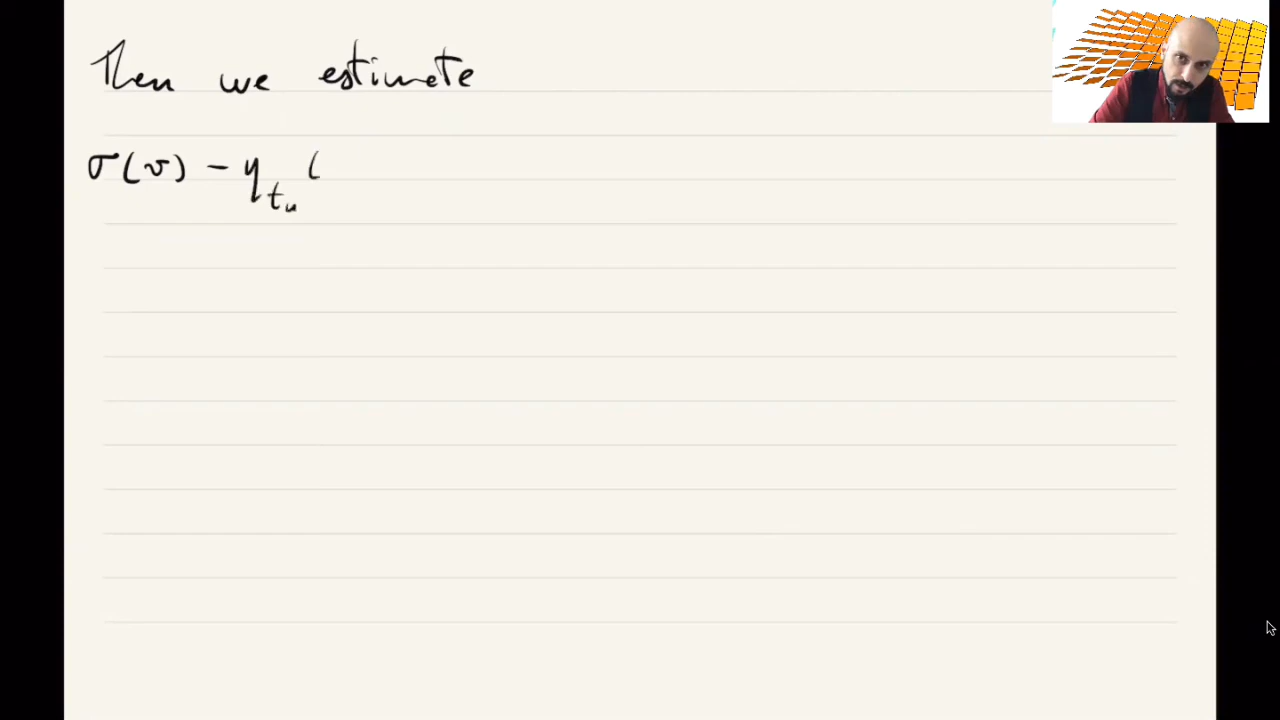 Then we estimate
σ(v) - η_{t_n} (